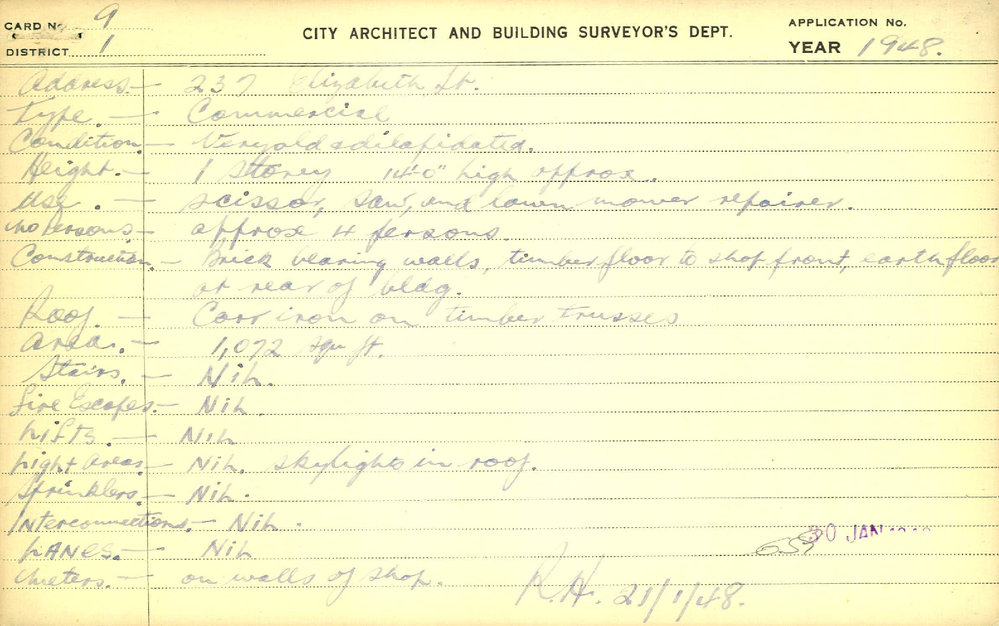 CARD No. 9
CITY ARCHITECT AND BUILDING SURVEYOR'S DEPT.
APPLICATION No.
DISTRICT 1
YEAR 1948.
Address.— 237 Elizabeth St.
Type.— Commercial
Condition.— Very old & dilapidated.
Height.— 1 Storey 14'0" high approx.
Use.— scissor, saw, and lawn mower repairer.
No persons— approx 4 persons.
Construction.— Brick bearing walls, timber floor to shop front, earth floor
at rear of bldg.
Roof.— Corr iron on timber trusses
Area.— 1,072 squ ft.
Stairs.— Nil.
Fire Escapes— Nil.
Lifts.— Nil
Light Areas.— Nil. skylights in roof.
Sprinklers.— Nil.
Interconnections.— Nil.
Lanes.— Nil
30 JAN
Meters.— on walls of shop.
R.H. 21/1/48.